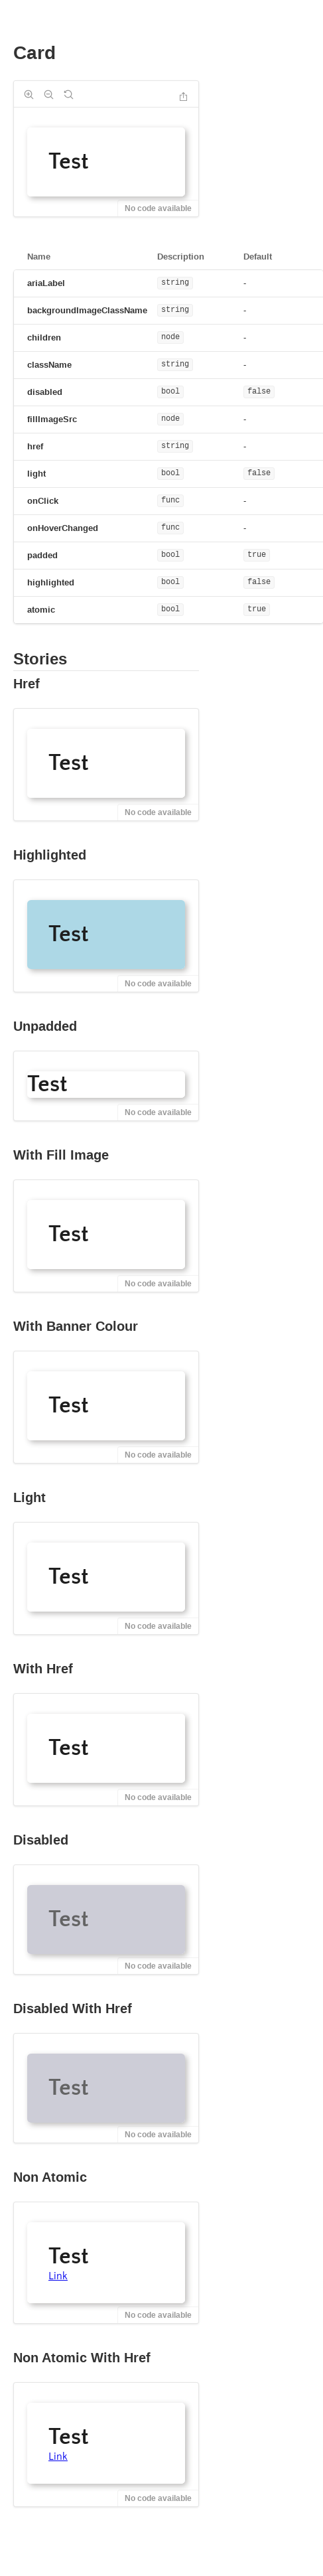 Card
Test
No code available
Name Description Default
ariaLabel string -
backgroundImageClassName string -
children node -
className string -
disabled bool false
fillImageSrc node -
href string -
light bool false
onClick func -
onHoverChanged func -
padded bool true
highlighted bool false
atomic bool true
Stories
Href
Test
No code available
Highlighted
Test
No code available
Unpadded
Test
No code available
With Fill Image
Test
No code available
With Banner Colour
Test
No code available
Light
Test
No code available
With Href
Test
No code available
Disabled
Test
No code available
Disabled With Href
Test
No code available
Non Atomic
Test
Link
No code available
Non Atomic With Href
Test
Link
No code available